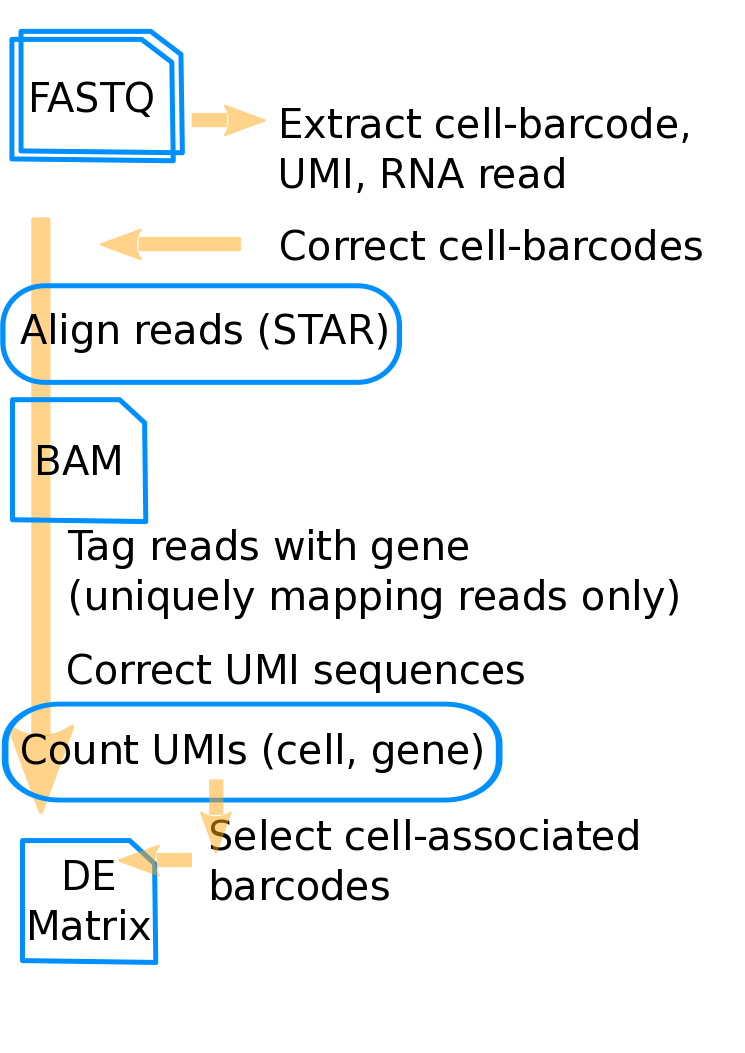 FASTQ
Extract cell-barcode,
UMI, RNA read
Correct cell-barcodes
Align reads (STAR)
BAM
Tag reads with gene
(uniquely mapping reads only)
Correct UMI sequences
Count UMIs (cell, gene)
Select cell-associated
barcodes
DE
Matrix